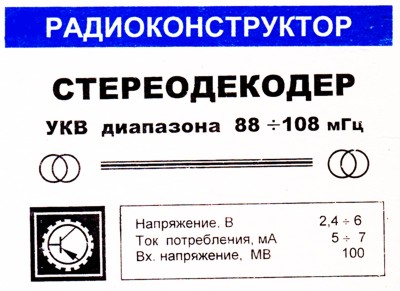 РАДИОКОНСТРУКТОР
СТЕРЕОДЕКОДЕР
УКВ диапазона 88 ÷108 мГц
Напряжение. В 2,4 ÷ 6
Ток потребления, мА 5 ÷ 7
Вх. напряжение, МВ 100